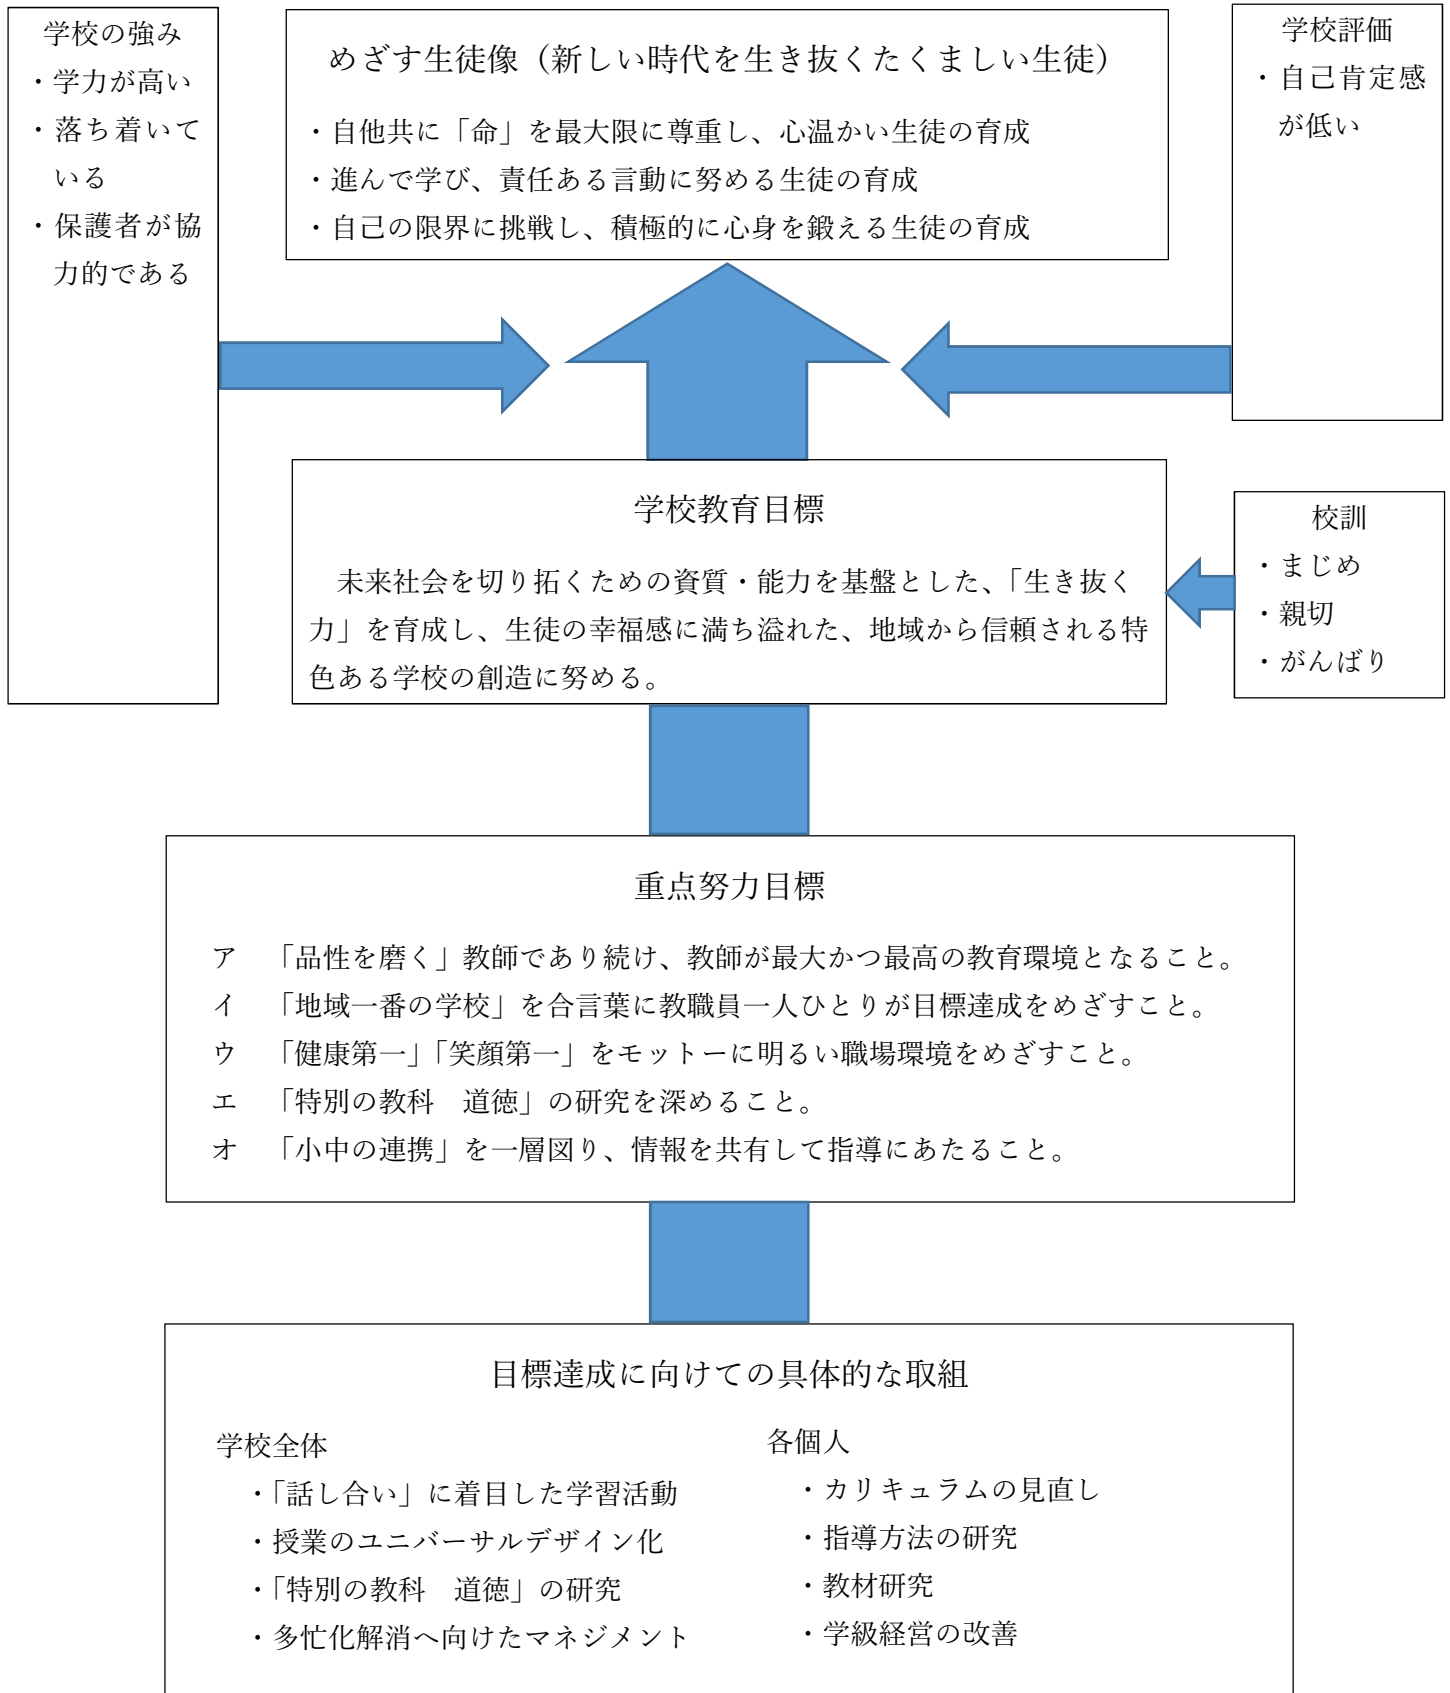 学校の強み
・学力が高い
・落ち着いて
いる
・保護者が協
力的である
めざす生徒像（新しい時代を生き抜くたくましい生徒）
・自他共に「命」を最大限に尊重し、心温かい生徒の育成
・進んで学び、責任ある言動に努める生徒の育成
・自己の限界に挑戦し、積極的に心身を鍛える生徒の育成
学校評価
・自己肯定感
が低い
学校教育目標
未来社会を切り拓くための資質・能力を基盤とした、「生き抜く
力」を育成し、生徒の幸福感に満ち溢れた、地域から信頼される特
色ある学校の創造に努める。
校訓
・まじめ
・親切
・がんばり
重点努力目標
ア　「品性を磨く」教師であり続け、教師が最大かつ最高の教育環境となること。
イ　「地域一番の学校」を合言葉に教職員一人ひとりが目標達成をめざすこと。
ウ　「健康第一」「笑顔第一」をモットーに明るい職場環境をめざすこと。
エ　「特別の教科　道徳」の研究を深めること。
オ　「小中の連携」を一層図り、情報を共有して指導にあたること。
目標達成に向けての具体的な取組
学校全体
・「話し合い」に着目した学習活動
・授業のユニバーサルデザイン化
・「特別の教科　道徳」の研究
・多忙化解消へ向けたマネジメント
各個人
・カリキュラムの見直し
・指導方法の研究
・教材研究
・学級経営の改善